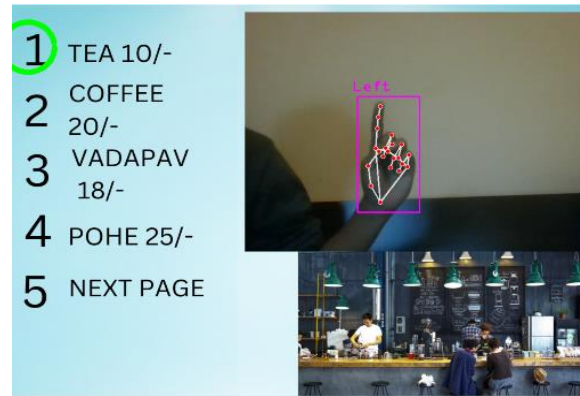 1 TEA 10/-
2 COFFEE
20/-
3 VADAPAV
18/-
4 POHE 25/-
5 NEXT PAGE
Left